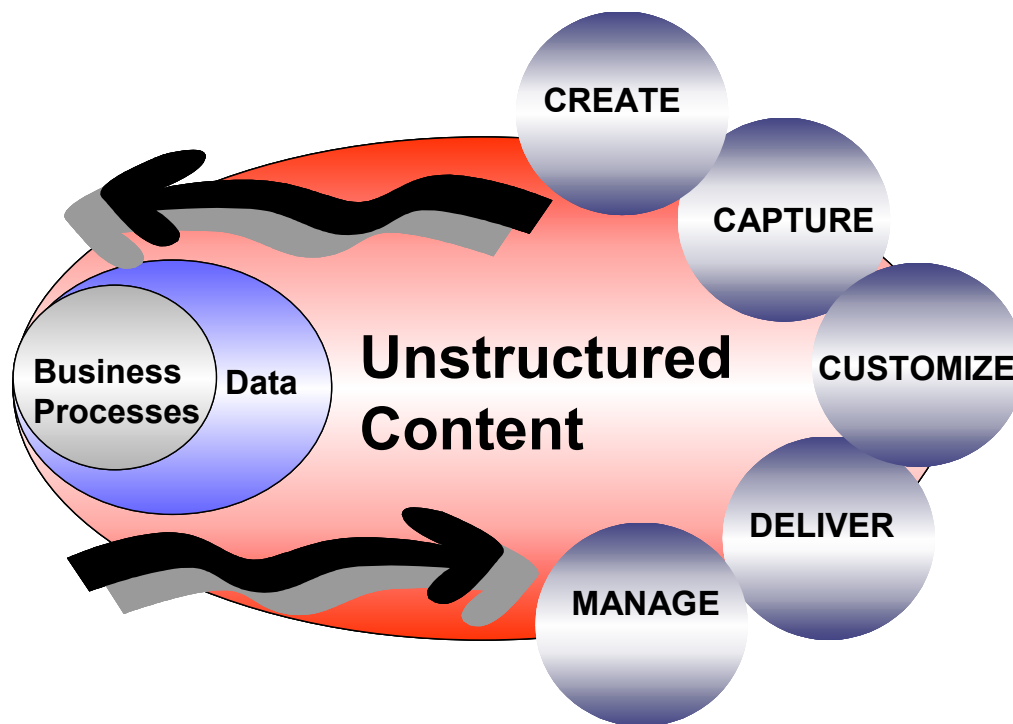 CREATE
CAPTURE
CUSTOMIZE
DELIVER
MANAGE
Unstructured
Content
Business
Processes
Data